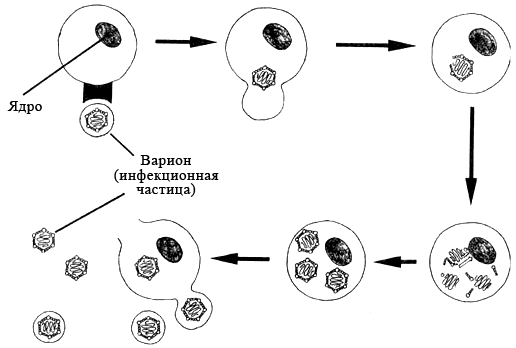 Ядро
Варион
(инфекционная
частица)